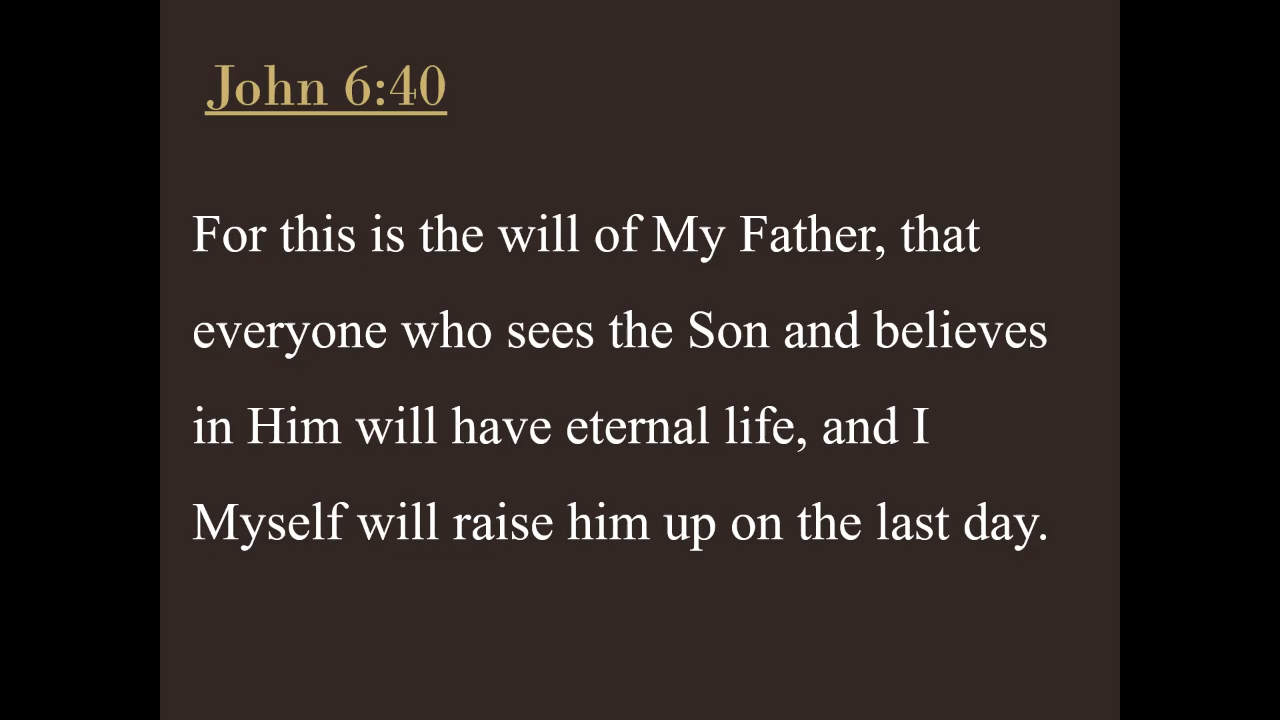 John 6:40
For this is the will of My Father, that
everyone who sees the Son and believes
in Him will have eternal life, and I
Myself will raise him up on the last day.